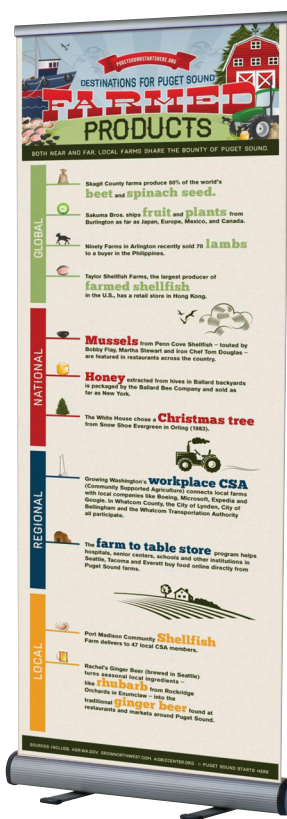 PUGETSOUNDSTARTSHERE.ORG
DESTINATIONS FOR PUGET SOUND
FARMED
PRODUCTS
BOTH NEAR AND FAR, LOCAL FARMS SHARE THE BOUNTY OF PUGET SOUND.
GLOBAL
Skagit County farms produce 50% of the world's
beet and spinach seed.
Sakuma Bros. ships fruit and plants from
Burlington as far as Japan, Europe, Mexico, and Canada.
Ninety Farms in Arlington recently sold 70 lambs
to a buyer in the Philippines.
Taylor Shellfish Farms, the largest producer of
farmed shellfish
in the U.S., has a retail store in Hong Kong.
NATIONAL
Mussels from Penn Cove Shellfish – touted by
Bobby Flay, Martha Stewart and Iron Chef Tom Douglas –
are featured in restaurants across the country.
Honey extracted from hives in Ballard backyards
is packaged by the Ballard Bee Company and sold as
far as New York.
The White House chose a Christmas tree
from Snow Shoe Evergreen in Orting (1983).
REGIONAL
Growing Washington's workplace CSA
(Community Supported Agriculture) connects local farms
with local companies like Boeing, Microsoft, Expedia and
Google. In Whatcom County, the City of Lynden, City of
Bellingham and the Whatcom Transportation Authority
all participate.
The farm to table store program helps
hospitals, senior centers, schools and other institutions in
Seattle, Tacoma and Everett buy food online directly from
Puget Sound farms.
LOCAL
Port Madison Community Shellfish
Farm delivers to 47 local CSA members.
Rachel's Ginger Beer (brewed in Seattle)
turns seasonal local ingredients –
like rhubarb from Rockridge
Orchards in Enumclaw – into the
traditional ginger beer found at
restaurants and markets around Puget Sound.
SOURCES INCLUDE: AGR.WA.GOV, GROWNORTHWEST.COM, AGBIZCENTER.ORG © PUGET SOUND STARTS HERE